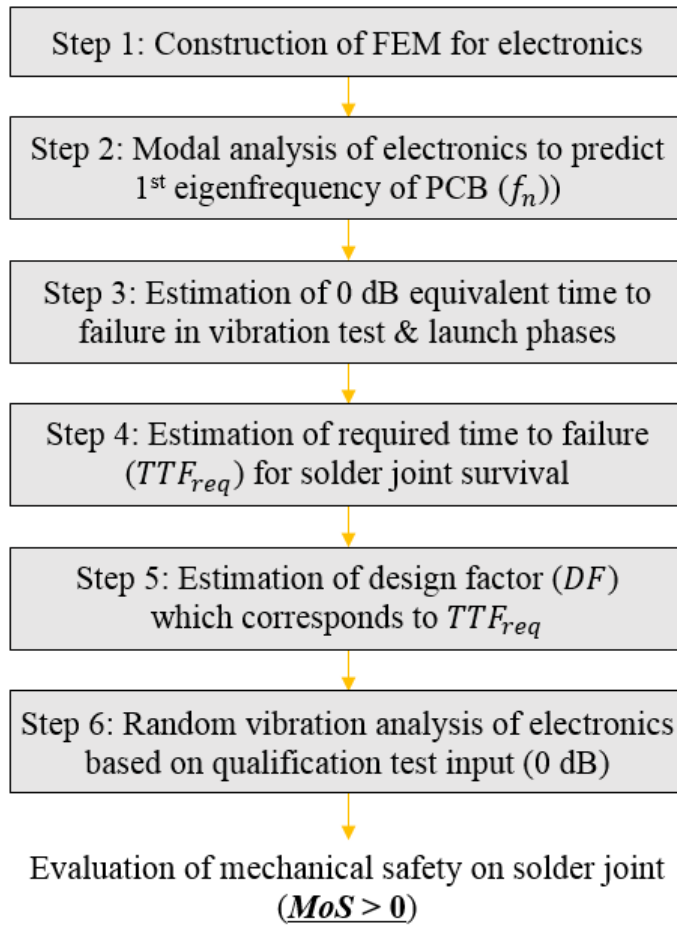 Step 1: Construction of FEM for electronics
Step 2: Modal analysis of electronics to predict
1st eigenfrequency of PCB (fn))
Step 3: Estimation of 0 dB equivalent time to
failure in vibration test & launch phases
Step 4: Estimation of required time to failure
(TTFreq) for solder joint survival
Step 5: Estimation of design factor (DF)
which corresponds to TTFreq
Step 6: Random vibration analysis of electronics
based on qualification test input (0 dB)
Evaluation of mechanical safety on solder joint
(MoS > 0)